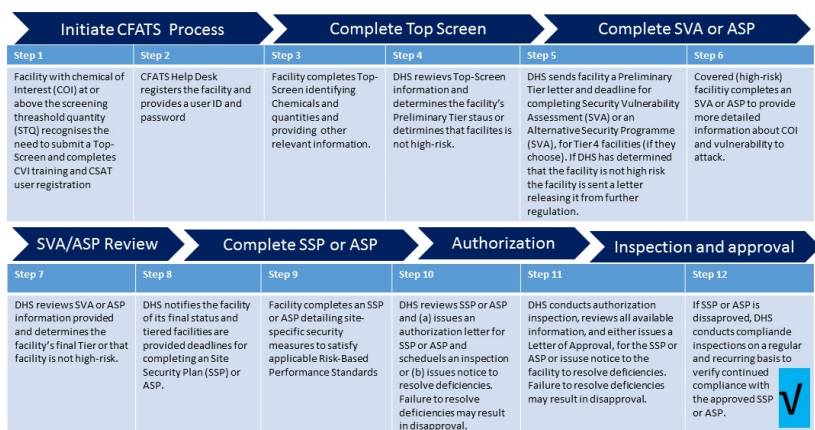 Initiate CFATS Process
Complete Top Screen
Complete SVA or ASP
Step 1
Step 2
Step 3
Step 4
Step 5
Step 6
Facility with chemical of
Interest (COI) at or
above the screening
threashold quantity
(STQ) recognises the
need to submit a Top-
Screen and completes
CVI training and CSAT
user registration
CFATS Help Desk
registers the facility and
provides a user ID and
password
Facility completes Top-
Screen identifying
Chemicals and
quantities and
providing other
relevant information.
DHS rewievs Top-Screen
information and
determines the facility's
Preliminary Tier staus or
dertimines that facilites is
not high-risk.
DHS sends facility a Preliminary
Tier letter and deadline for
completing Security Vulnerability
Assessment (SVA) or an
Alternative Security Programme
(SVA), for Tier 4 facilities (if they
choose). If DHS has determined
that the facility is not high risk
the facility is sent a letter
releasing it from further
regulation.
Covered (high-risk)
facilitiy completes an
SVA or ASP to provide
more detailed
information about COI
and vulnerability to
attack.
SVA/ASP Review
Complete SSP or ASP
Authorization
Inspection and approval
Step 7
Step 8
Step 9
Step 10
Step 11
Step 12
DHS reviews SVA or ASP
information provided
and determines the
facility's final Tier or that
facility is not high-risk.
DHS notifies the facility
of its final status and
tiered facilities are
provided deadlines for
completing an Site
Security Plan (SSP) or
ASP.
Facility completes an SSP
or ASP detailing site-
specific security
measures to satisfy
applicable Risk-Based
Performance Standards
DHS reviews SSP or ASP
and (a) issues an
authorization letter for
SSP or ASP and
scheduels an inspection
or (b) issues notice to
resolve deficiencies.
Failure to resolve
deficiencies may result
in disapproval.
DHS conducts authorization
inspection, reviews all available
information, and either issues a
Letter of Approval, for the SSP or
ASP or issuse notice to the
facility to resolve deficiencies.
Failure to resolve deficiencies
may result in disapproval.
If SSP or ASP is
dissaproved, DHS
conducts compliande
inspections on a regular
and recurring basis to
verify continued
compliance with
the approved SSP
or ASP.
√